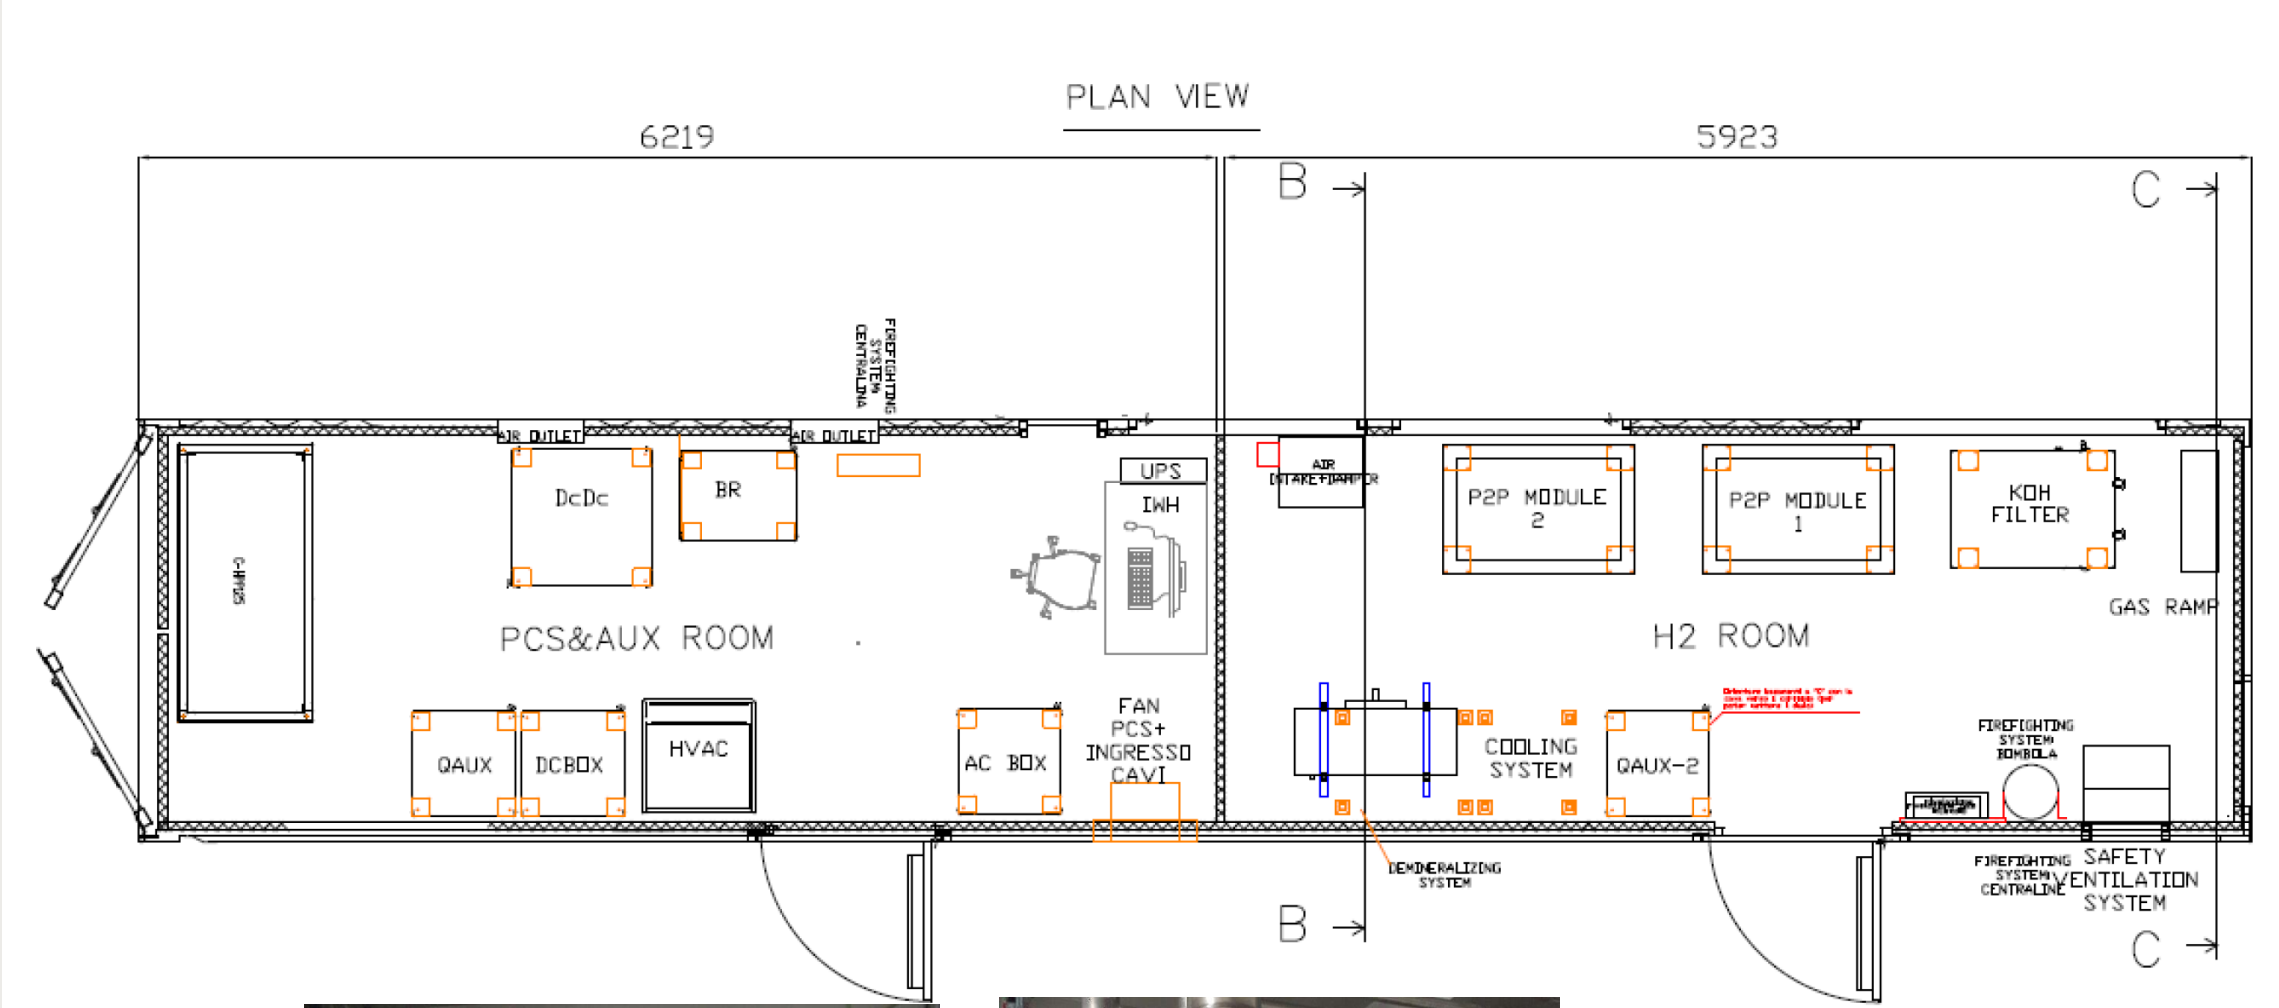 PLAN VIEW
6219
5923
B
C
FIREFIGHTING
SYSTEM
CENTRALINA
AIR OUTLET
AIR OUTLET
UPS
IWH
DcDc
BR
AIR
INTAKE+DAMPER
P2P MODULE
2
P2P MODULE
1
KOH
FILTER
GAS RAMP
PCS&AUX ROOM
H2 ROOM
QAUX
DCBOX
HVAC
AC BOX
FAN
PCS+
INGRESSO
CAVI
COOLING
SYSTEM
QAUX-2
FIREFIGHTING
SYSTEM
BOMBOLA
DEMINERALIZING
SYSTEM
FIREFIGHTING
SYSTEM
CENTRALINE
SAFETY
VENTILATION
SYSTEM
B
C